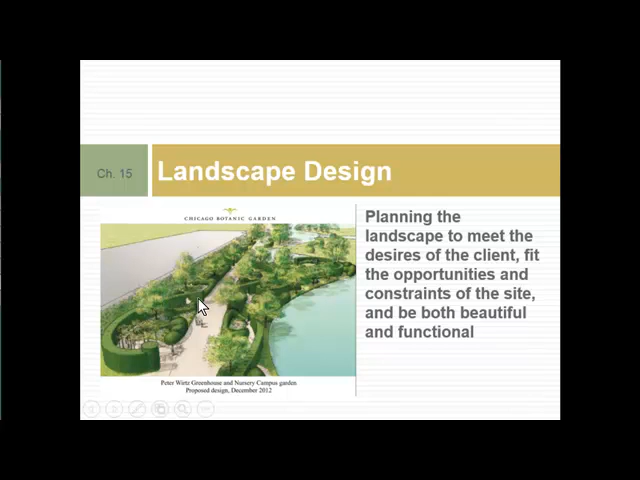 Ch. 15
Landscape Design
CHICAGO BOTANIC GARDEN
Planning the
landscape to meet the
desires of the client, fit
the opportunities and
constraints of the site,
and be both beautiful
and functional
Peter Wirtz Greenhouse and Nursery Campus garden
Proposed design, December 2012